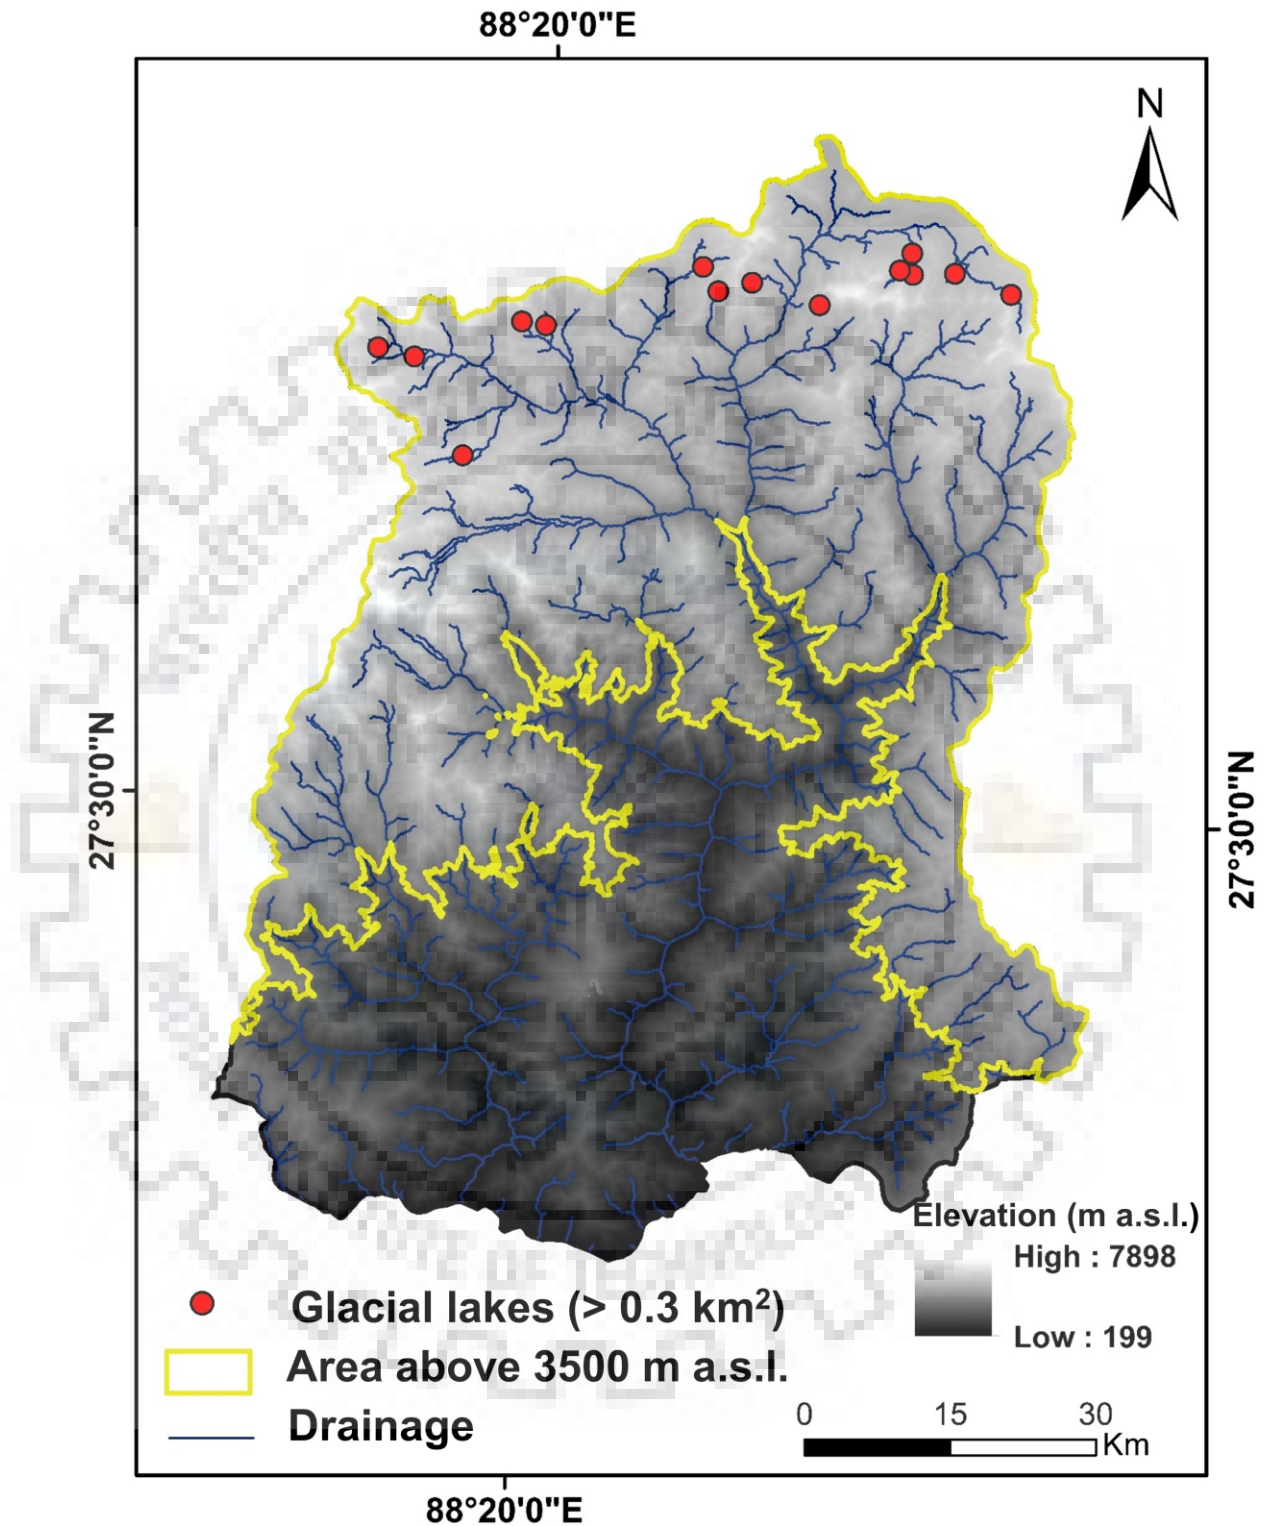 88°20'0"E
N
27°30'0"N
27°30'0"N
Elevation (m a.s.l.)
High : 7898
Low : 199
Glacial lakes (> 0.3 km²)
Area above 3500 m a.s.l.
Drainage
0 15 30
Km
88°20'0"E